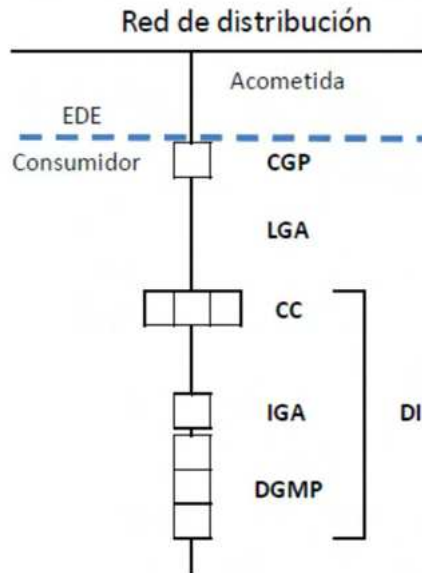 Red de distribución
Acometida
EDE
Consumidor
CGP
LGA
CC
IGA
DI
DGMP